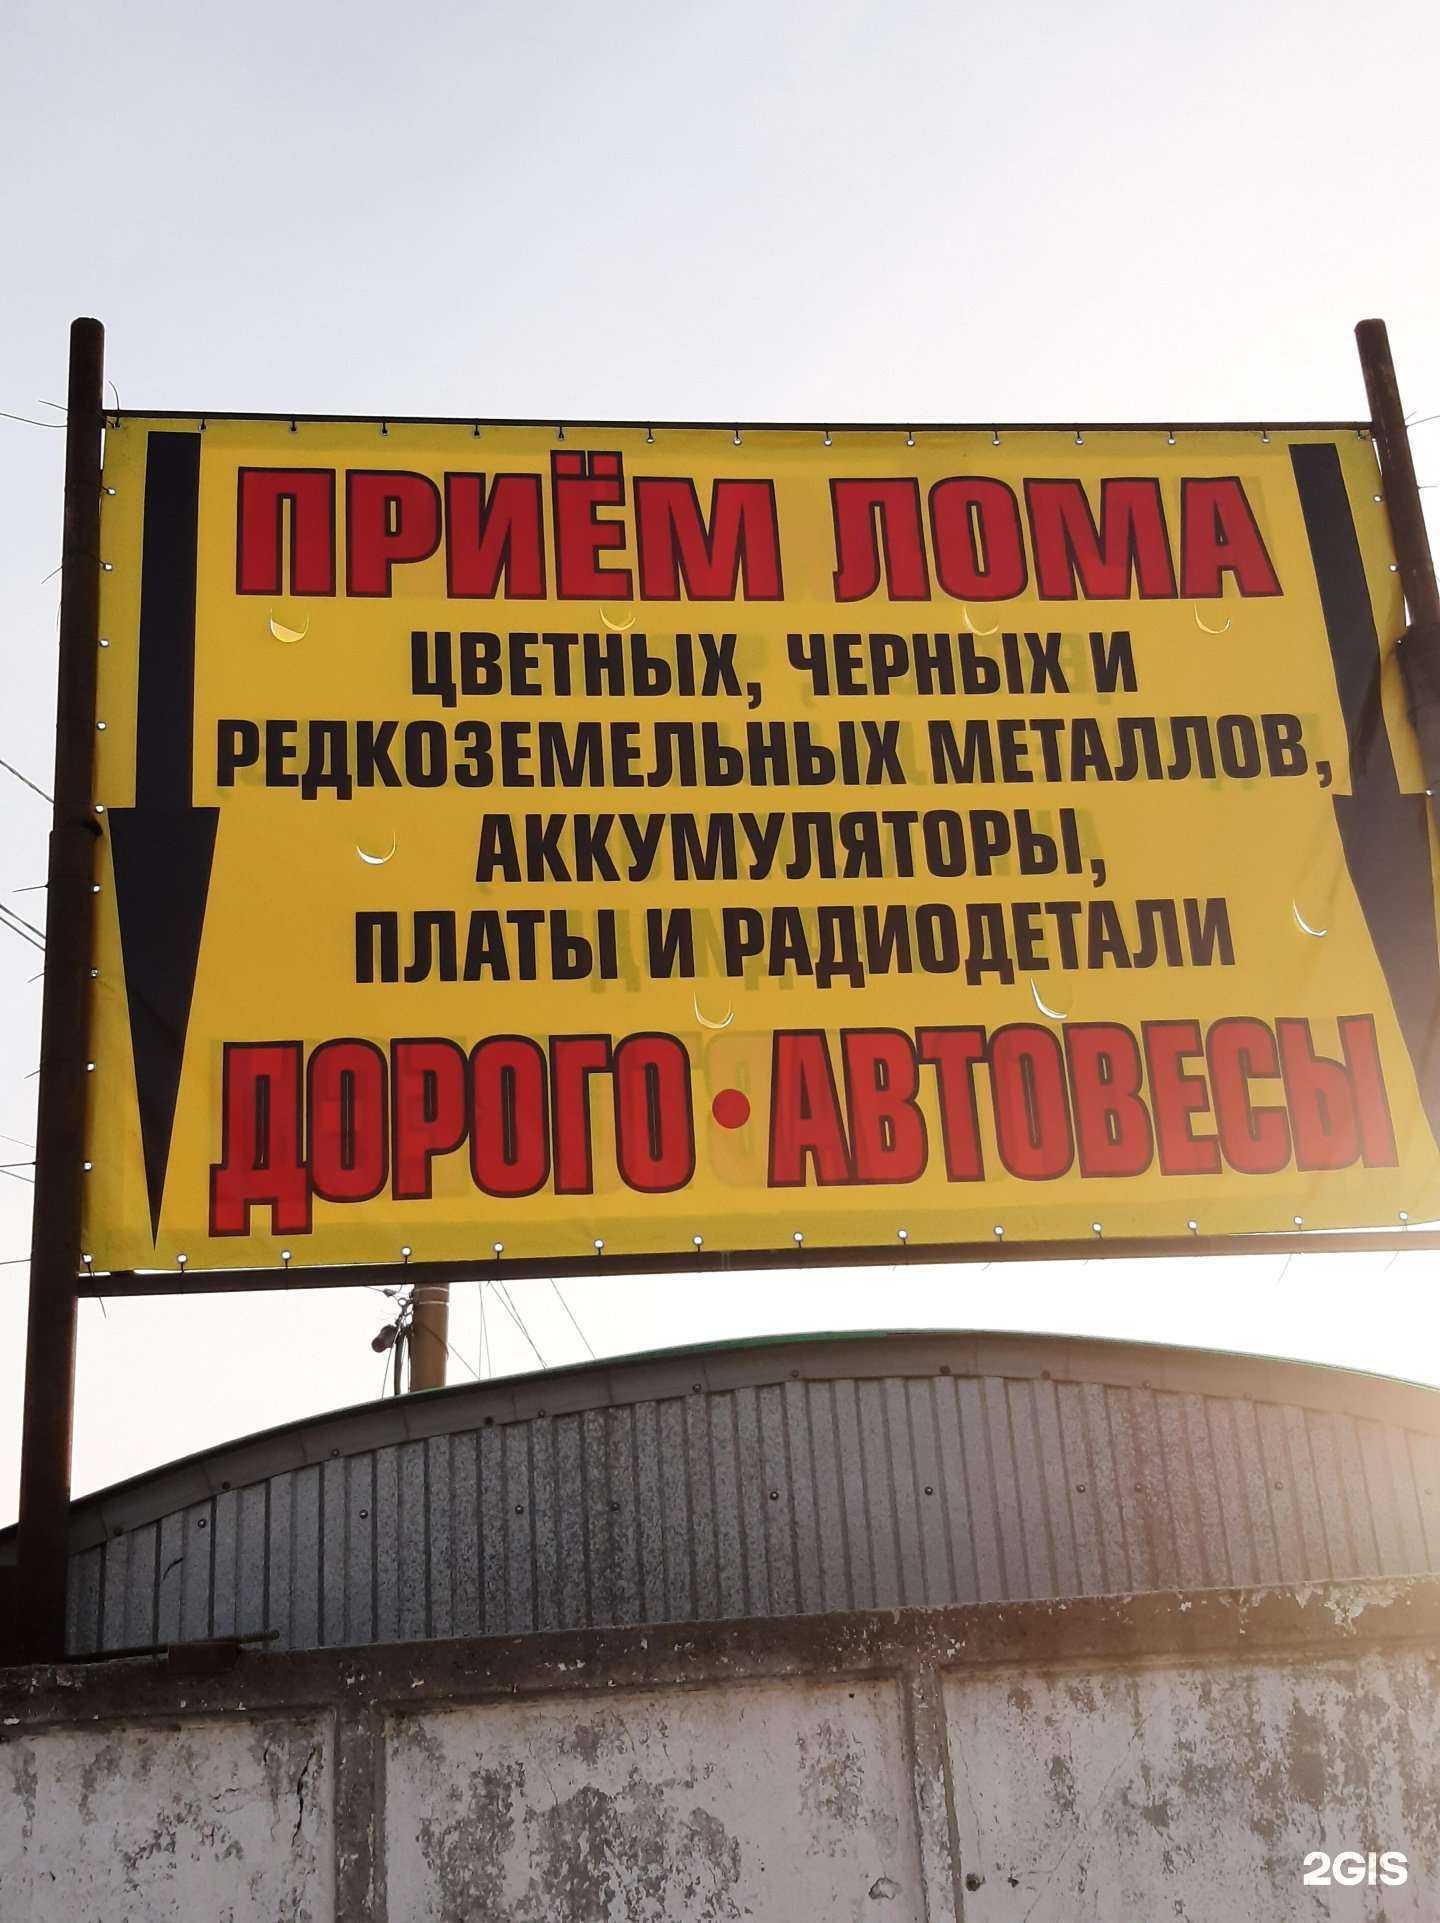 ПРИЁМ ЛОМА
ЦВЕТНЫХ, ЧЕРНЫХ И
РЕДКОЗЕМЕЛЬНЫХ МЕТАЛЛОВ,
АККУМУЛЯТОРЫ,
ПЛАТЫ И РАДИОДЕТАЛИ
ДОРОГО • АВТОВЕСЫ
2GIS